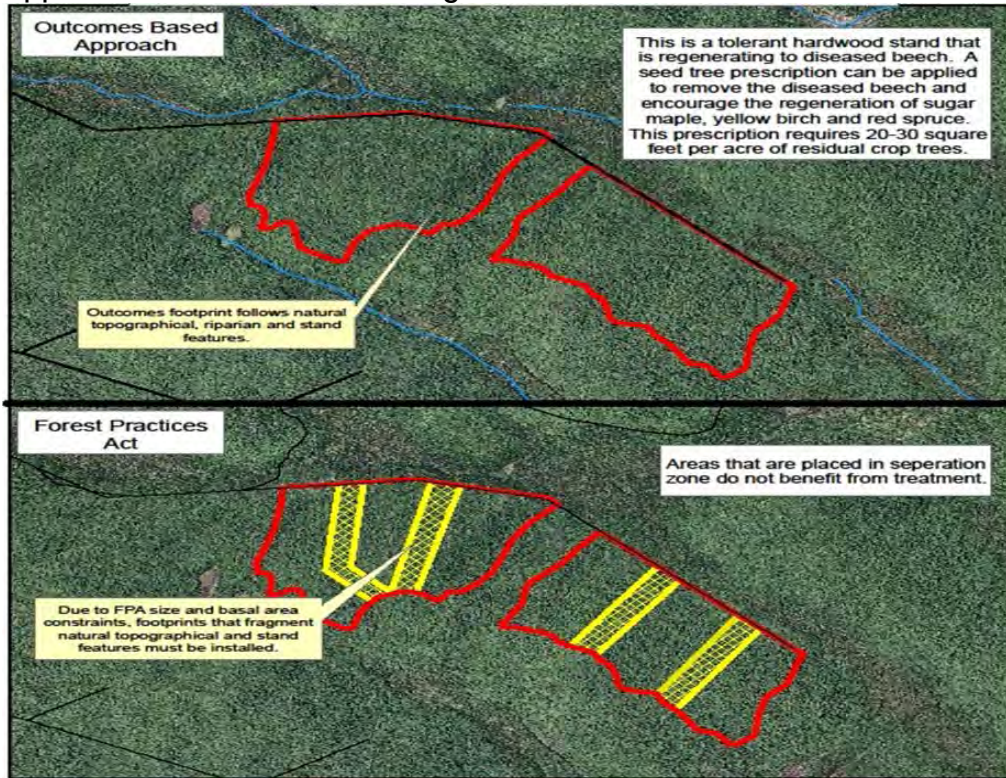 Outcomes Based
Approach
This is a tolerant hardwood stand that
is regenerating to diseased beech. A
seed tree prescription can be applied
to remove the diseased beech and
encourage the regeneration of sugar
maple, yellow birch and red spruce.
This prescription requires 20-30 square
feet per acre of residual crop trees.
Outcomes footprint follows natural
topographical, riparian and stand
features.
Forest Practices
Act
Areas that are placed in seperation
zone do not benefit from treatment.
Due to FPA size and basal area
constraints, footprints that fragment
natural topographical and stand
features must be installed.